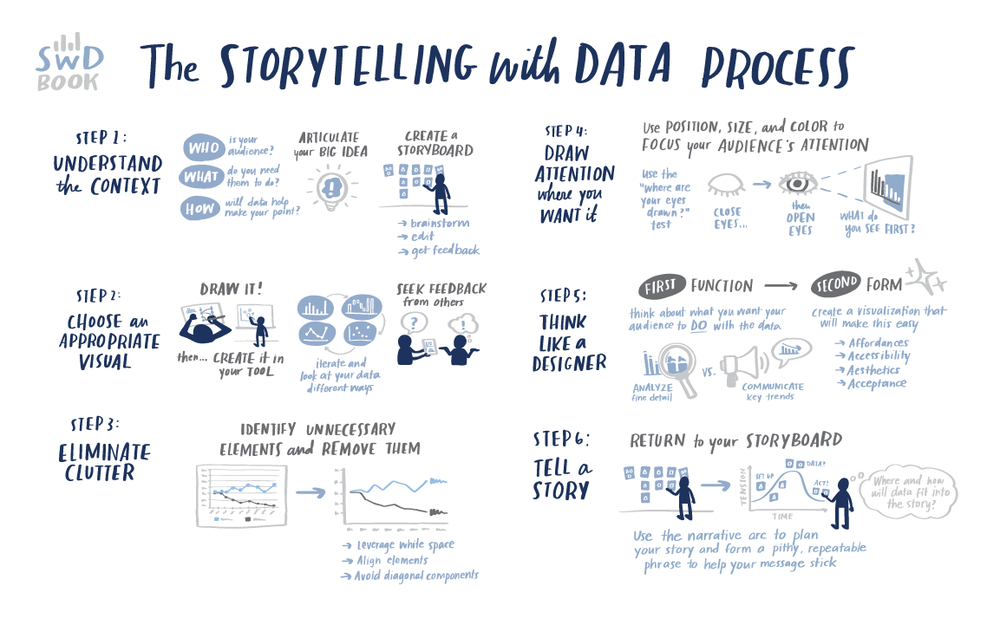 SWD
BOOK
The STORYTELLING with DATA PROCESS
STEP 1:
UNDERSTAND
the CONTEXT
WHO is your
audience?
WHAT do you need
them to do?
HOW will data help
make your point?
ARTICULATE
your BIG IDEA
CREATE a
STORYBOARD
→ brainstorm
→ edit
→ get feedback
STEP 2:
CHOOSE an
APPROPRIATE
VISUAL
DRAW IT!
then... CREATE it in
your TOOL
iterate and
look at your data
different ways
SEEK FEEDBACK
from others
?
!
STEP 3:
ELIMINATE
CLUTTER
IDENTIFY UNNECESSARY
ELEMENTS and REMOVE THEM
→ Leverage white space
→ Align elements
→ Avoid diagonal components
STEP 4:
DRAW
ATTENTION
where you
WANT it
Use POSITION, SIZE, and COLOR to
FOCUS your AUDIENCE'S ATTENTION
Use the
"where are
your eyes
drawn?"
test
CLOSE
EYES...
then
OPEN
EYES
WHAT do
you SEE FIRST?
STEP 5:
THINK
LIKE a
DESIGNER
FIRST FUNCTION → SECOND FORM
think about what you want your
audience to DO with the data
ANALYZE
fine detail
VS.
COMMUNICATE
key trends
create a visualization that
will make this easy
→ Affordances
→ Accessibility
→ Aesthetics
→ Acceptance
STEP 6:
TELL a
STORY
RETURN to your STORYBOARD
TENSION
SET UP
DATA!
ACT!
TIME
Where and how
will data fit into
the story?
Use the narrative arc to plan
your story and form a pithy, repeatable
phrase to help your message stick